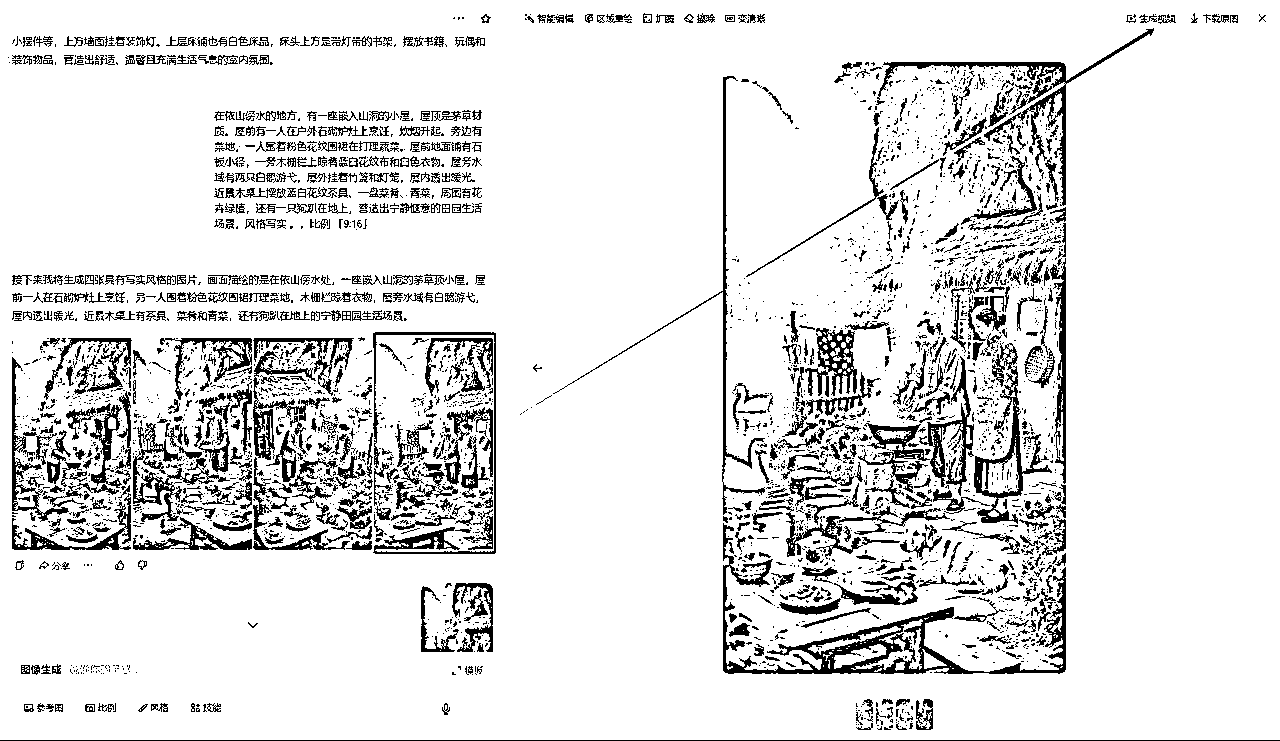 智能编辑 区域重绘 扩图 擦除 变清晰
生成视频 下载原图
小摆件等，上方墙面挂着装饰灯。上层床铺也有白色床品，床头上方是带灯带的书架，摆放书籍、玩偶和
装饰物品，营造出舒适、温馨且充满生活气息的室内氛围。
在依山傍水的地方，有一座嵌入山洞的小屋，屋顶是茅草材
质。屋前有一人在户外石砌炉灶上烹饪，炊烟升起。旁边有
菜地，一人围着粉色花纹围裙在打理蔬菜。屋前地面铺有石
板小径，一旁木栅栏上晾着蓝白花纹布和白色衣物。屋旁水
域有两只白鹅游弋，屋外挂着竹篮和灯笼，屋内透出暖光。
近景木桌上摆放蓝白花纹茶具、一盘菜肴、青菜，周围有花
卉绿植，还有一只狗趴在地上，营造出宁静惬意的田园生活
场景。风格写实 。，比例「9:16」
接下来我将生成四张具有写实风格的图片，画面描绘的是在依山傍水处，一座嵌入山洞的茅草顶小屋，屋
前一人在石砌炉灶上烹饪，另一人围着粉色花纹围裙打理菜地，木栅栏晾着衣物，屋旁水域有白鹅游弋，
屋内透出暖光，近景木桌上有茶具、菜肴和青菜，还有狗趴在地上的宁静田园生活场景。
分享
图像生成
模板
参考图 比例 风格 技能